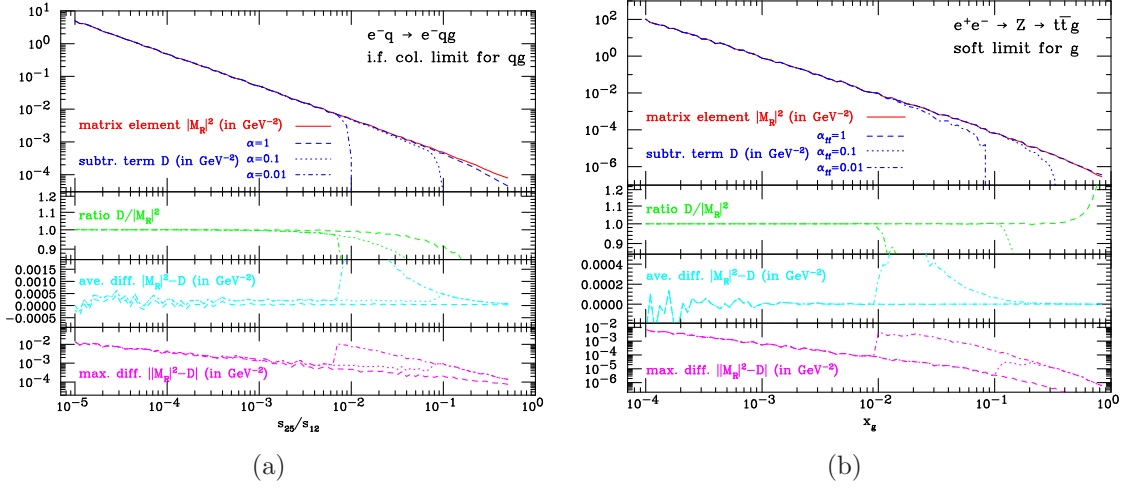 10^1
10^0
10^-1
10^-2
10^-3
10^-4
e^-q → e^-qg
i.f. col. limit for qg
matrix element |M_R|^2 (in GeV^-2)
α=1
subtr. term D (in GeV^-2) α=0.1
α=0.01
1.2
1.1
1.0
0.9
ratio D/|M_R|^2
0.0015
0.0010
0.0005
0.0000
−0.0005
ave. diff. |M_R|^2−D (in GeV^-2)
10^-2
10^-3
10^-4
max. diff. ||M_R|^2−D| (in GeV^-2)
10^-5 10^-4 10^-3 10^-2 10^-1 10^0
s_25/s_12
(a)
10^2
10^0
10^-2
10^-4
10^-6
e^+e^- → Z → tt̄g
soft limit for g
matrix element |M_R|^2 (in GeV^-2)
α_ff=1
subtr. term D (in GeV^-2) α_ff=0.1
α_ff=0.01
1.2
1.1
1.0
0.9
ratio D/|M_R|^2
0.0004
0.0002
0.0000
ave. diff. |M_R|^2−D (in GeV^-2)
10^-2
10^-3
10^-4
10^-5
10^-6
max. diff. ||M_R|^2−D| (in GeV^-2)
10^-4 10^-3 10^-2 10^-1 10^0
x_g
(b)